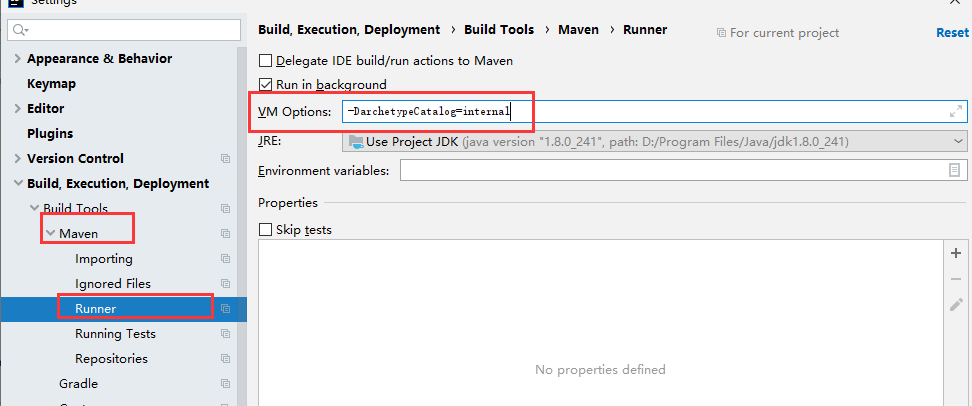 Settings
Appearance & Behavior
Keymap
Editor
Plugins
Version Control
Build, Execution, Deployment
Build Tools
Maven
Importing
Ignored Files
Runner
Running Tests
Repositories
Gradle
Build, Execution, Deployment › Build Tools › Maven › Runner
For current project
Reset
Delegate IDE build/run actions to Maven
Run in background
VM Options: -DarchetypeCatalog=internal
JRE: Use Project JDK (java version "1.8.0_241", path: D:/Program Files/Java/jdk1.8.0_241)
Environment variables:
Properties
Skip tests
No properties defined